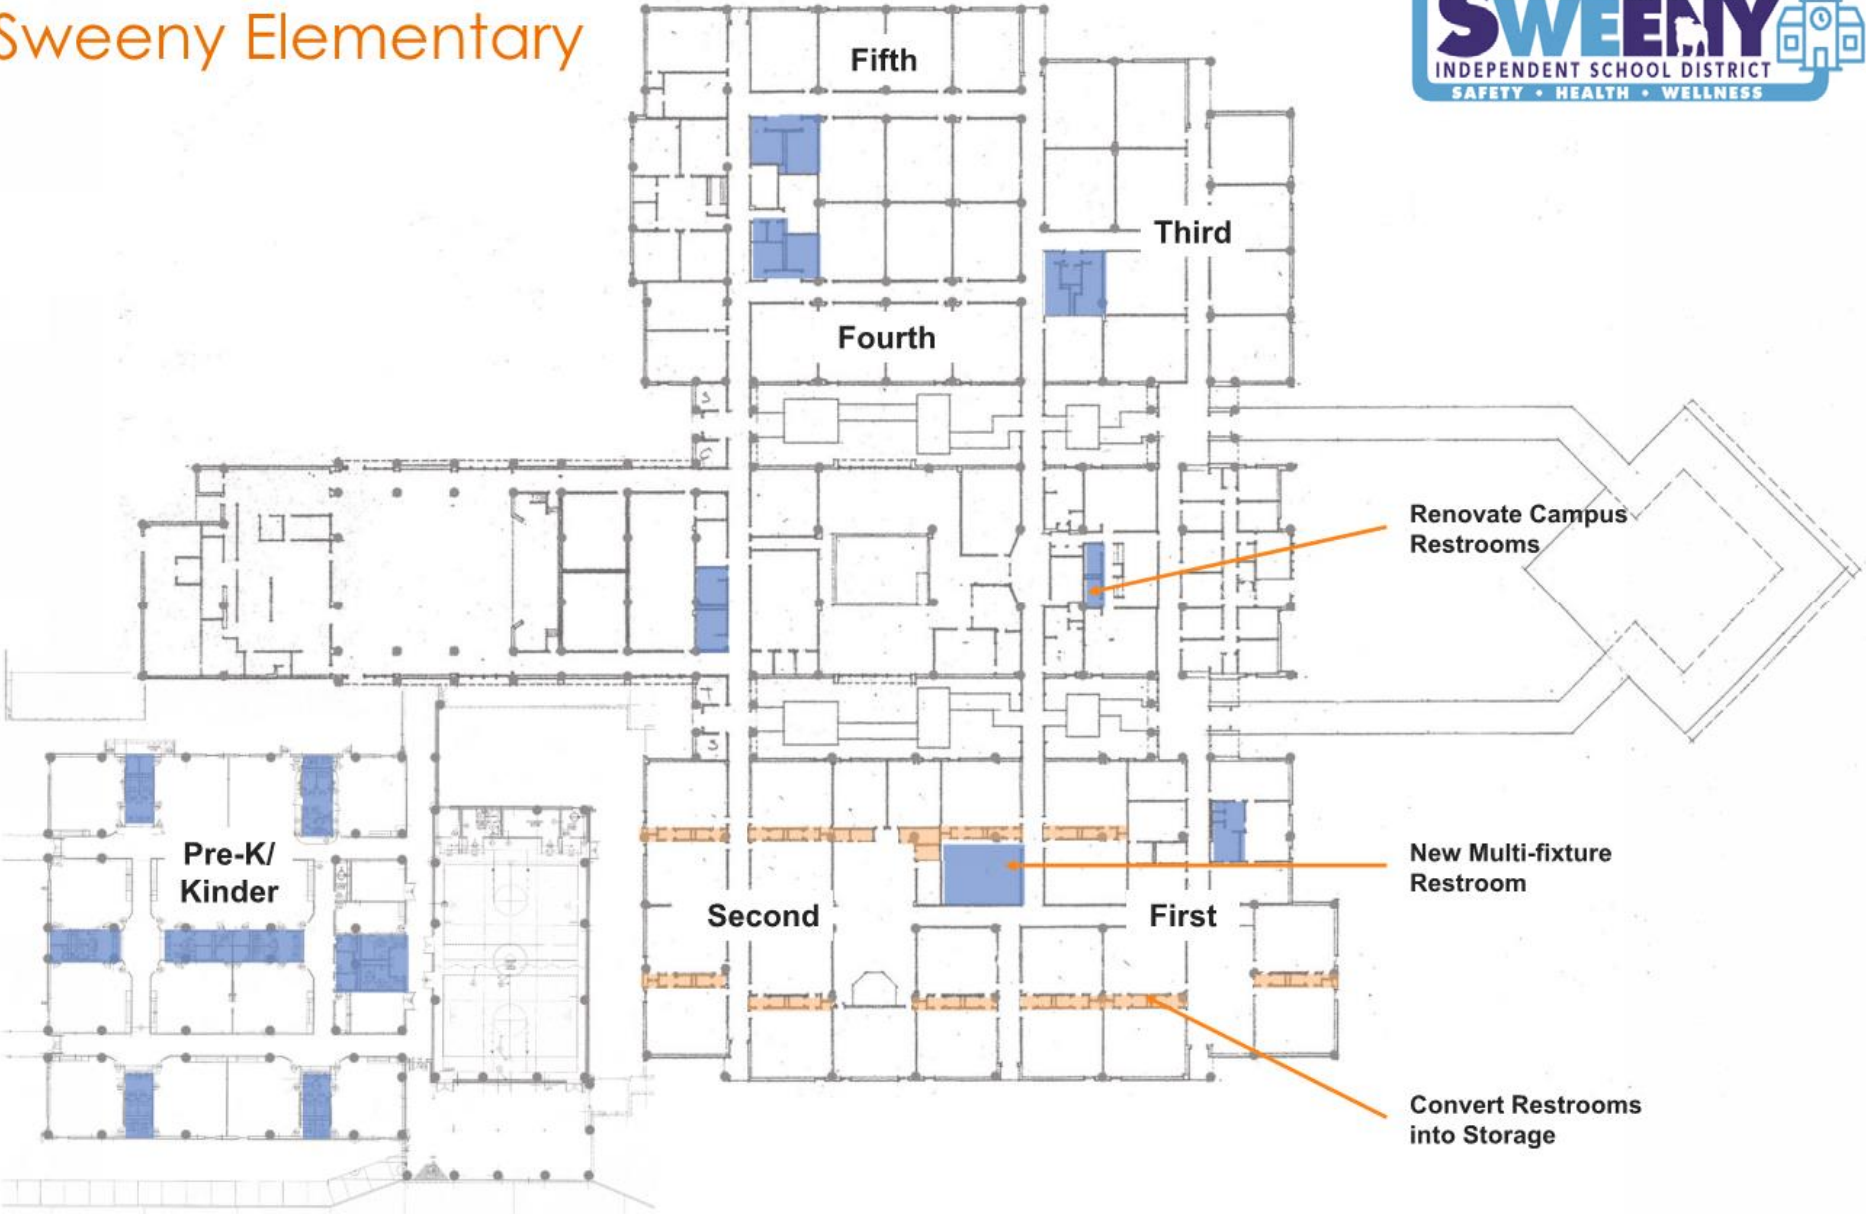 Sweeny Elementary
SWEENY
INDEPENDENT SCHOOL DISTRICT
SAFETY • HEALTH • WELLNESS
Fifth
Third
Fourth
Renovate Campus
Restrooms
Pre-K/
Kinder
New Multi-fixture
Restroom
Second
First
Convert Restrooms
into Storage